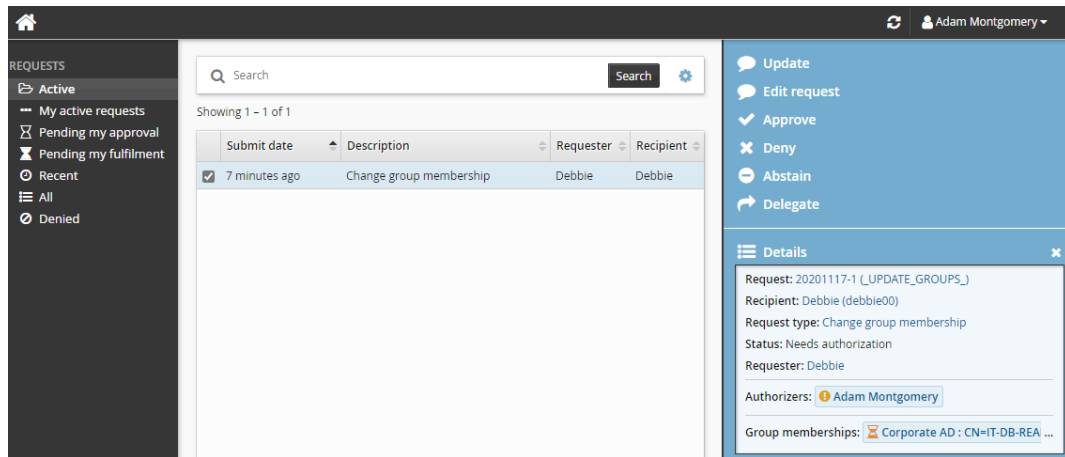 Adam Montgomery
REQUESTS
Active
My active requests
Pending my approval
Pending my fulfilment
Recent
All
Denied
Search Search
Showing 1 – 1 of 1
Submit date Description Requester Recipient
7 minutes ago Change group membership Debbie Debbie
Update
Edit request
Approve
Deny
Abstain
Delegate
Details
Request: 20201117-1 (_UPDATE_GROUPS_)
Recipient: Debbie (debbie00)
Request type: Change group membership
Status: Needs authorization
Requester: Debbie
Authorizers: Adam Montgomery
Group memberships: Corporate AD : CN=IT-DB-REA ...